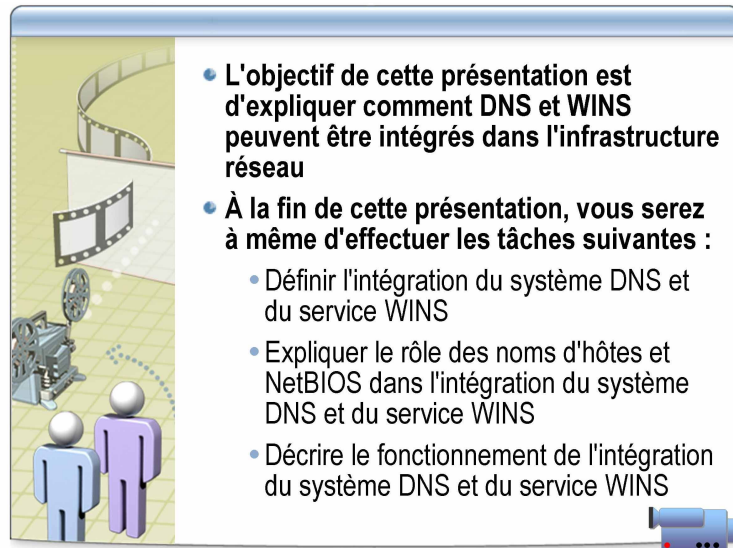 L'objectif de cette présentation est
d'expliquer comment DNS et WINS
peuvent être intégrés dans l'infrastructure
réseau
À la fin de cette présentation, vous serez
à même d'effectuer les tâches suivantes :
Définir l'intégration du système DNS et
du service WINS
Expliquer le rôle des noms d'hôtes et
NetBIOS dans l'intégration du système
DNS et du service WINS
Décrire le fonctionnement de l'intégration
du système DNS et du service WINS